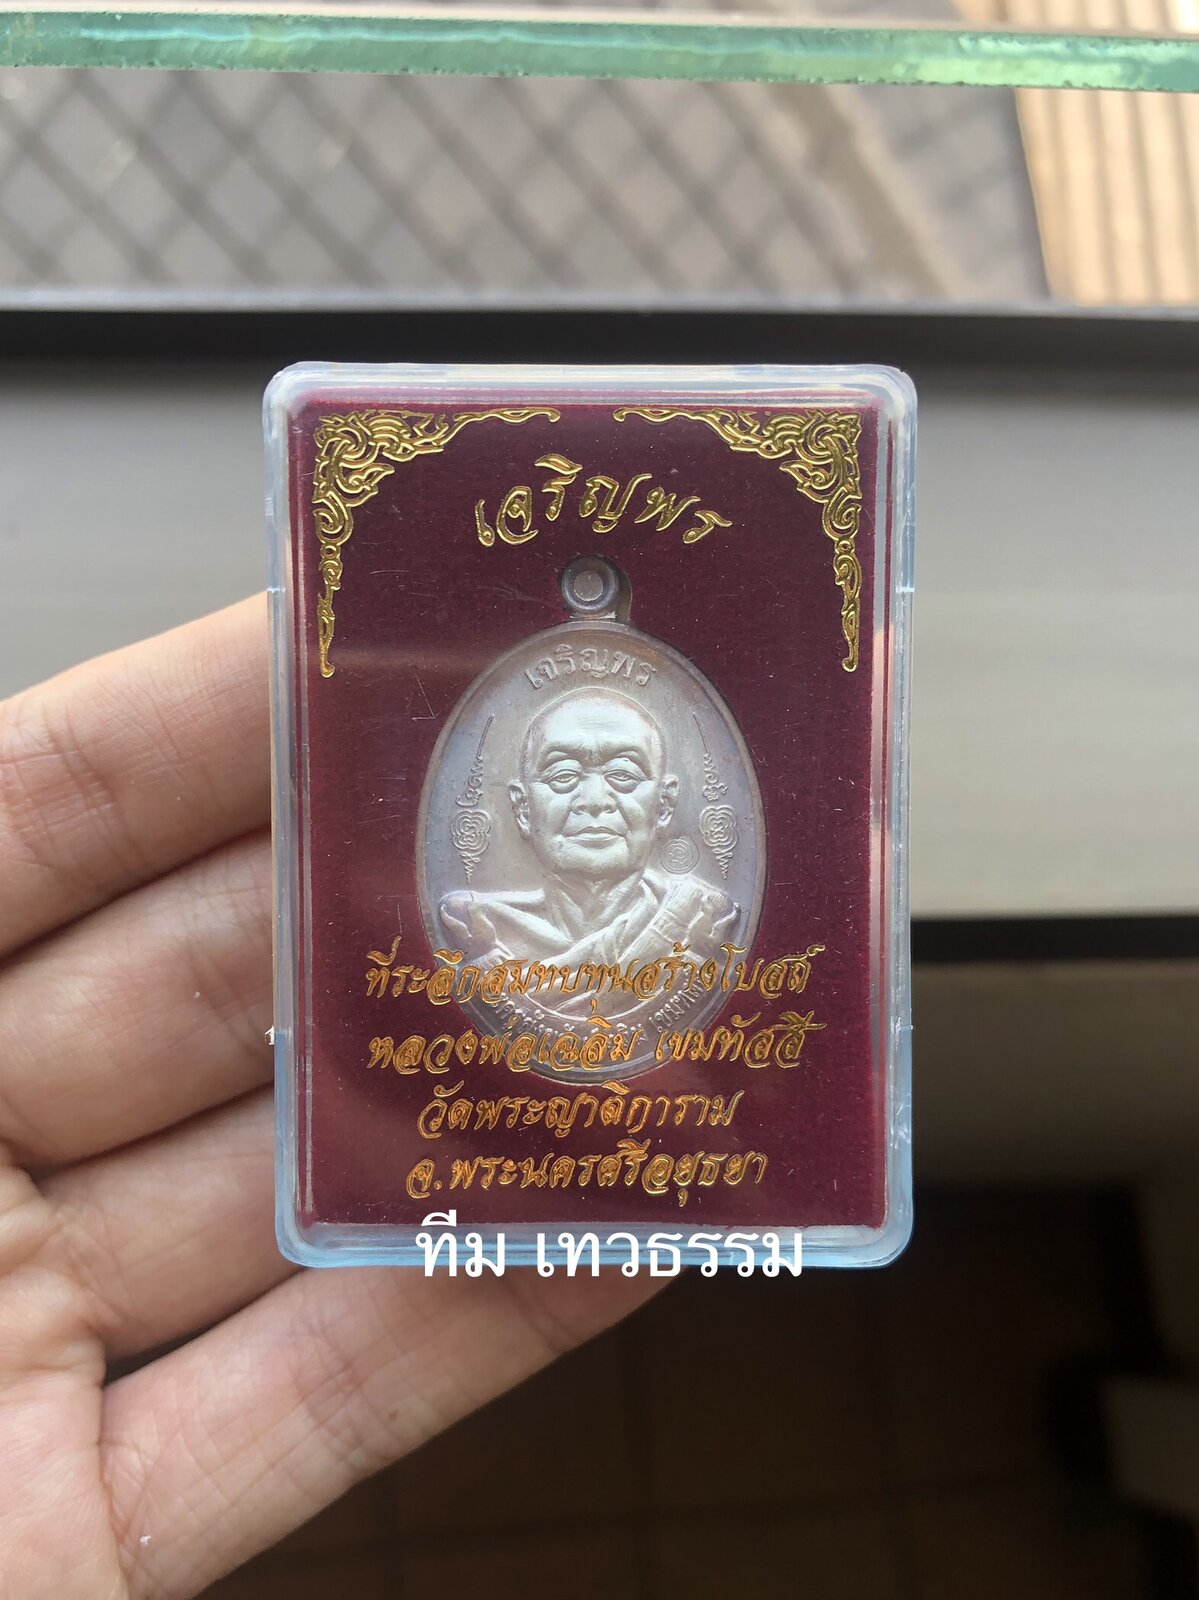 เจริญพร
เจริญพร
ที่ระลึกสมทบทุนสร้างโบสถ์
หลวงพ่อเฉลิม เขมทัสสี
วัดพระญาติการาม
จ.พระนครศรีอยุธยา
ทีม เทวธรรม